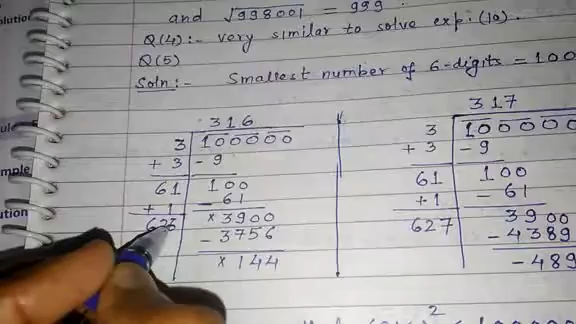 and √998001 = 999.
Q(4):- very similar to solve exp:(10).
Q(5)
Soln:- Smallest number of 6-digits = 100
316
3 100000
+ 3 - 9
61 100
+ 1 - 61
× 3900
- 3756
× 144
317
3 100000
+ 3 - 9
61 100
+1 - 61
627 3900
- 4389
- 489
2